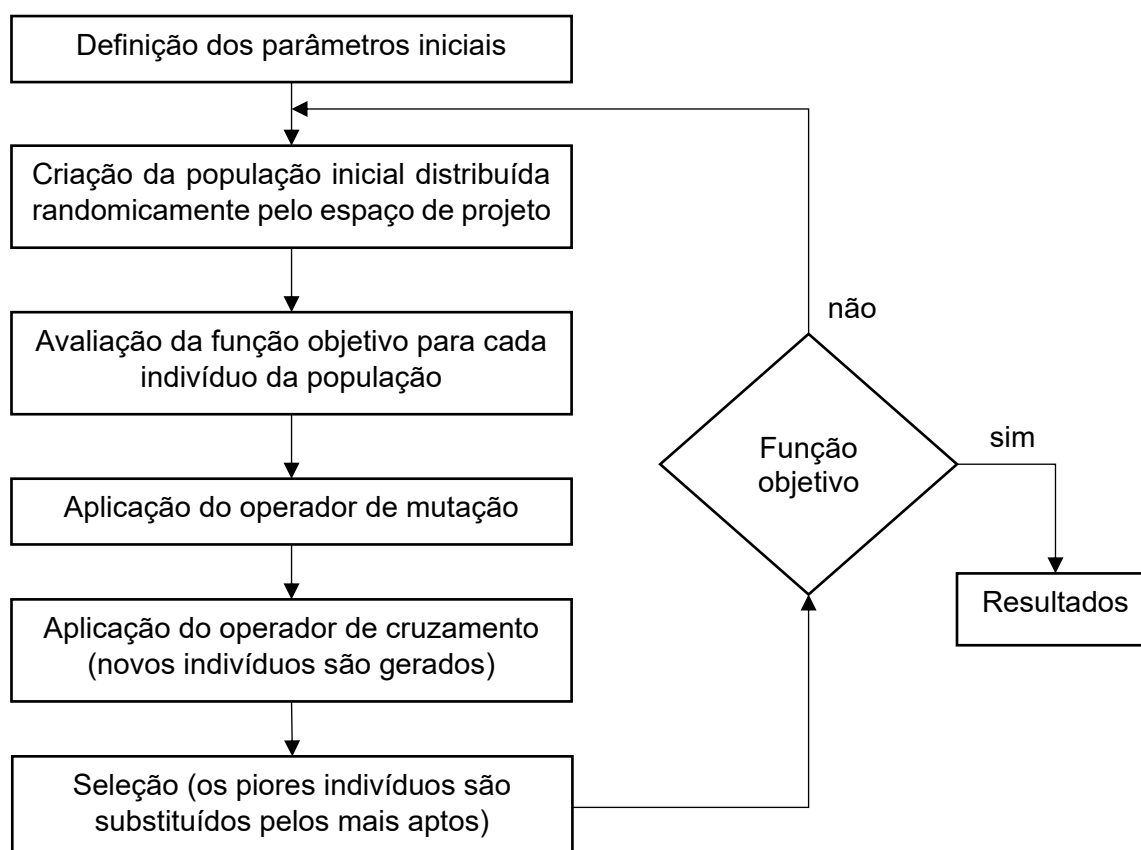 Definição dos parâmetros iniciais
Criação da população inicial distribuída
randomicamente pelo espaço de projeto
Avaliação da função objetivo para cada
indivíduo da população
Aplicação do operador de mutação
Aplicação do operador de cruzamento
(novos indivíduos são gerados)
Seleção (os piores indivíduos são
substituídos pelos mais aptos)
não
Função
objetivo
sim
Resultados